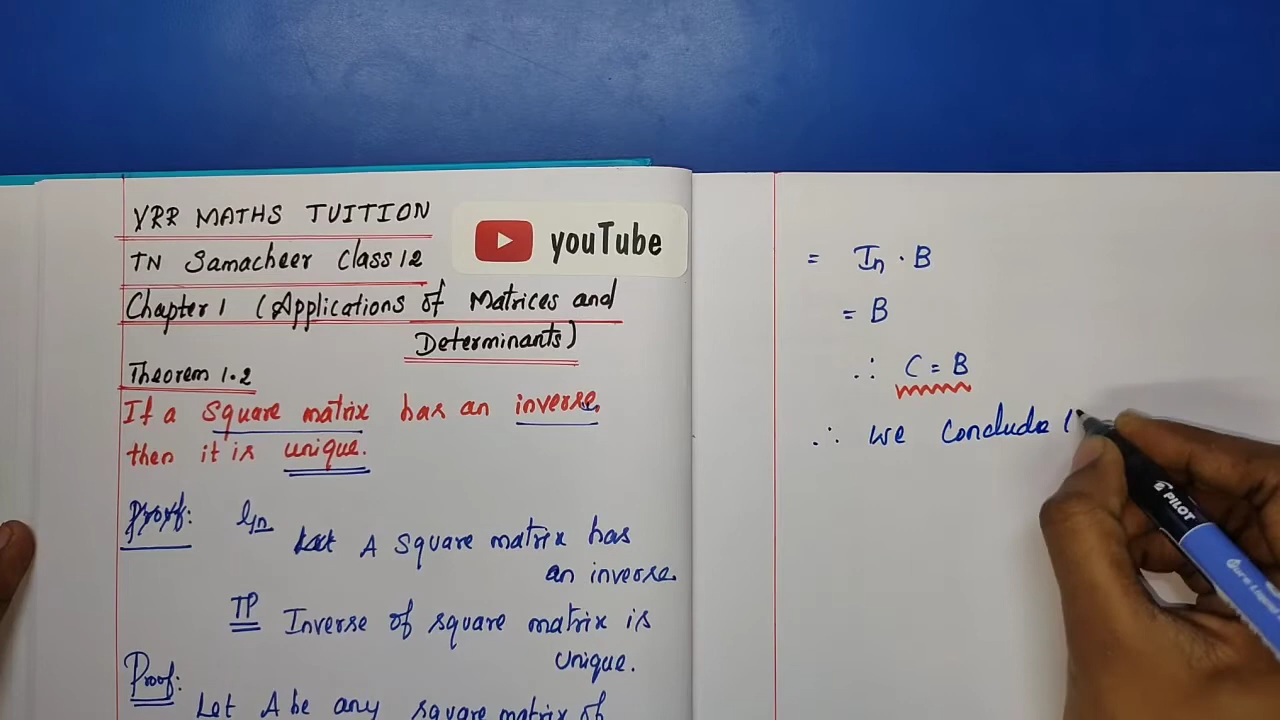 YRR MATHS TUITION
TN Samacheer Class 12
youTube
Chapter 1 (Applications of Matrices and
Determinants)
Theorem 1.2
If a square matrix has an inverse,
then it is unique.
Proof: Gn
Let A square matrix has
an inverse.
TP Inverse of square matrix is
unique.
Proof:
Let A be any square matrix of
= In . B
= B
∴ C = B
∴ we conclude
PILOT